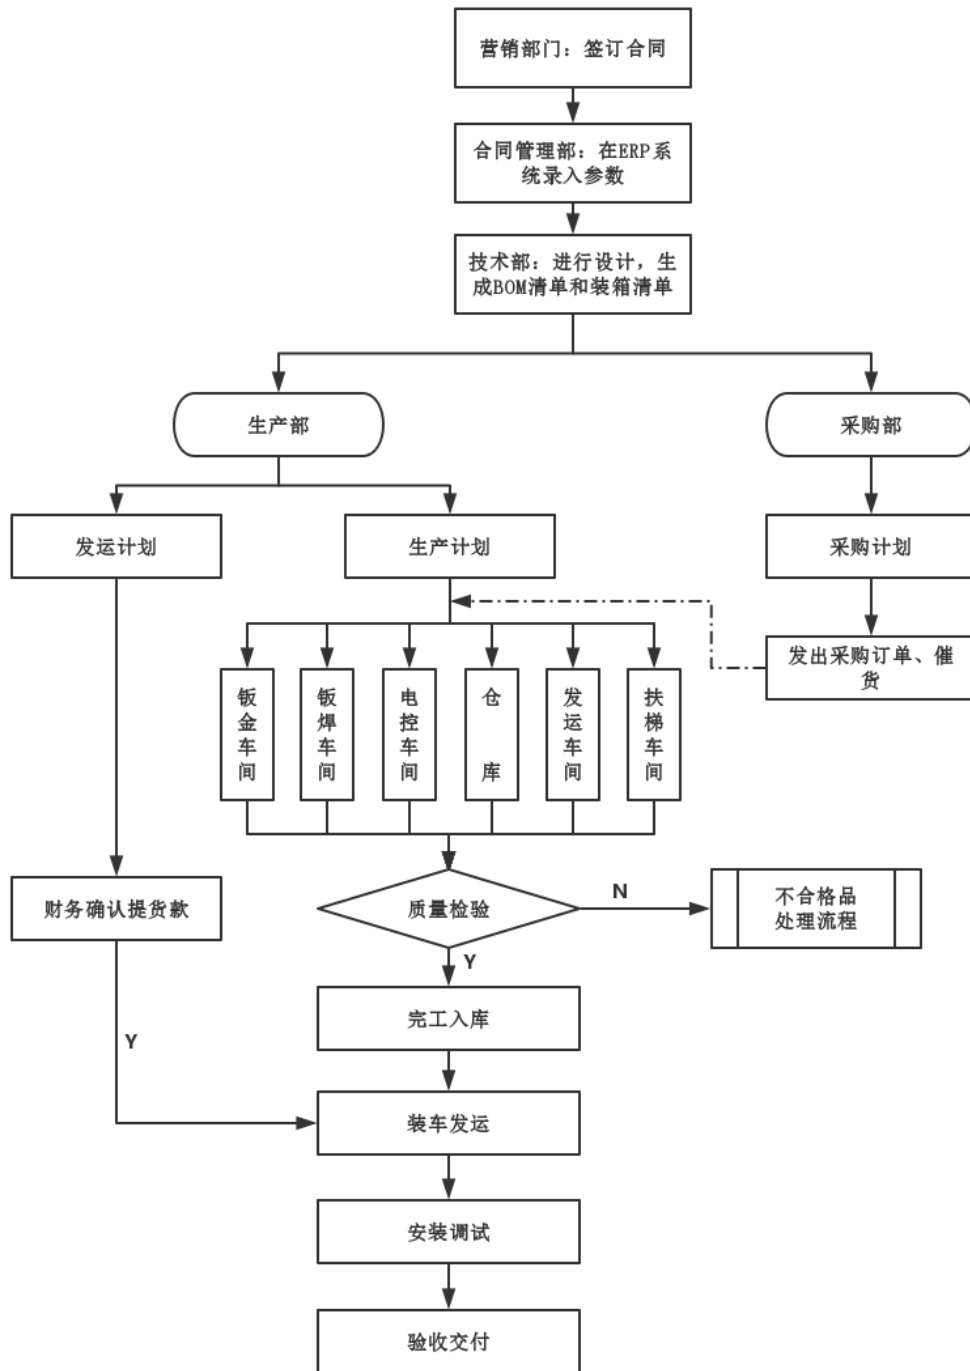 营销部门：签订合同
合同管理部：在ERP系
统录入参数
技术部：进行设计，生
成BOM清单和装箱清单
生产部
采购部
发运计划
生产计划
采购计划
发出采购订单、催
货
钣金车间
钣焊车间
电控车间
仓库
发运车间
扶梯车间
财务确认提货款
质量检验
N
不合格品
处理流程
Y
完工入库
Y
装车发运
安装调试
验收交付